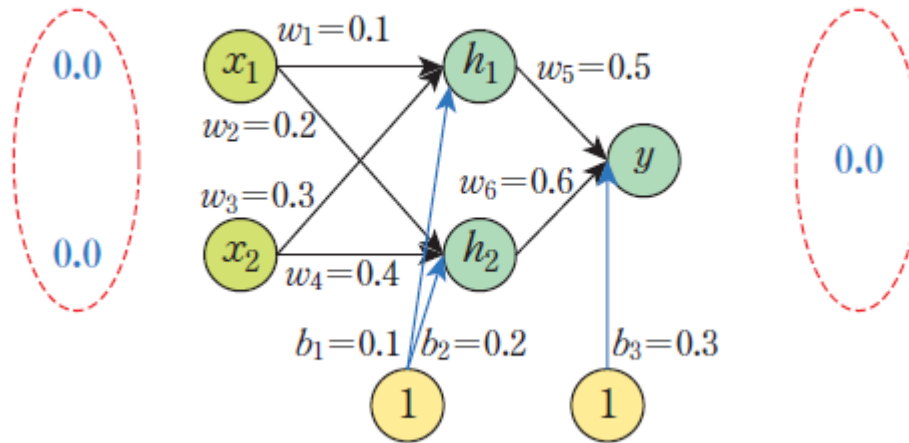 w₁=0.1
0.0 x₁ h₁ w₅=0.5
w₂=0.2
y 0.0
w₃=0.3 w₆=0.6
0.0 x₂ h₂
w₄=0.4
b₁=0.1 b₂=0.2 b₃=0.3
1 1